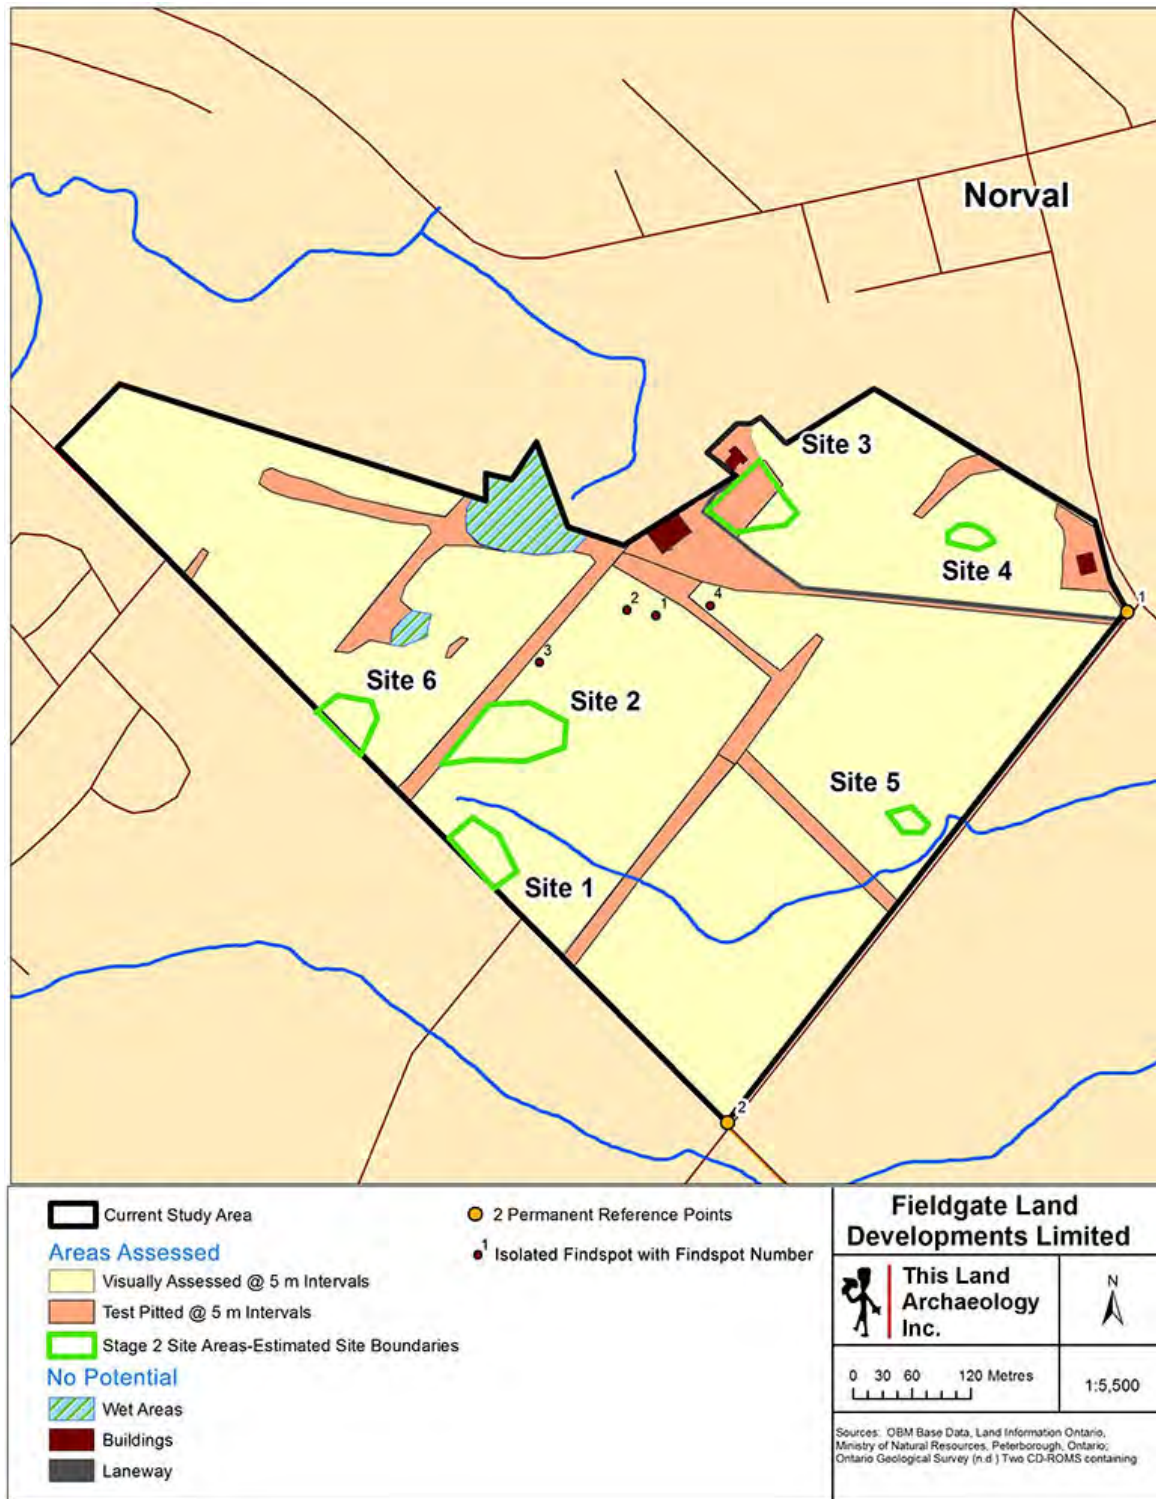 Norval
Site 3
Site 4
1
2
1
4
3
Site 6
Site 2
Site 5
Site 1
2
Current Study Area
Areas Assessed
Visually Assessed @ 5 m Intervals
Test Pitted @ 5 m Intervals
Stage 2 Site Areas-Estimated Site Boundaries
No Potential
Wet Areas
Buildings
Laneway
2 Permanent Reference Points
1 Isolated Findspot with Findspot Number
Fieldgate Land
Developments Limited
This Land
Archaeology
Inc.
N
0 30 60 120 Metres
1:5,500
Sources: OBM Base Data, Land Information Ontario,
Ministry of Natural Resources, Peterborough, Ontario;
Ontario Geological Survey (n.d.) Two CD-ROMS containing